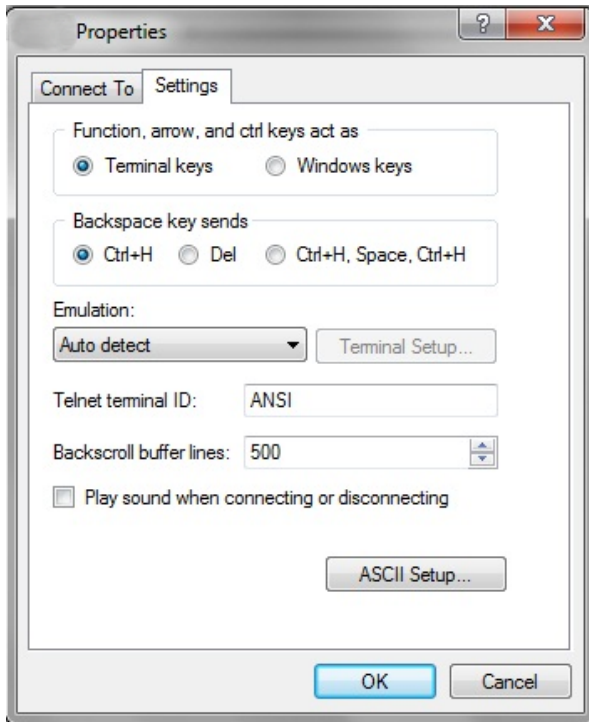 Properties
? X
Connect To Settings
Function, arrow, and ctrl keys act as
Terminal keys Windows keys
Backspace key sends
Ctrl+H Del Ctrl+H, Space, Ctrl+H
Emulation:
Auto detect Terminal Setup...
Telnet terminal ID: ANSI
Backscroll buffer lines: 500
Play sound when connecting or disconnecting
ASCII Setup...
OK Cancel